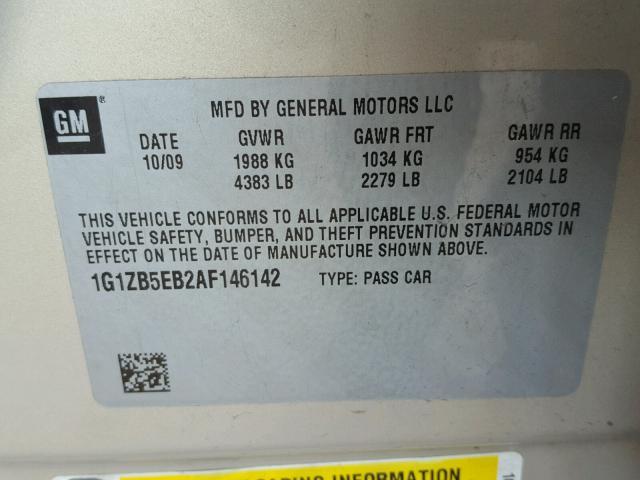 MFD BY GENERAL MOTORS LLC
GM®
DATE GVWR GAWR FRT GAWR RR
10/09 1988 KG 1034 KG 954 KG
4383 LB 2279 LB 2104 LB
THIS VEHICLE CONFORMS TO ALL APPLICABLE U.S. FEDERAL MOTOR
VEHICLE SAFETY, BUMPER, AND THEFT PREVENTION STANDARDS IN
EFFECT ON THE DATE OF MANUFACTURE SHOWN ABOVE.
1G1ZB5EB2AF146142 TYPE: PASS CAR
LOADING INFORMATION